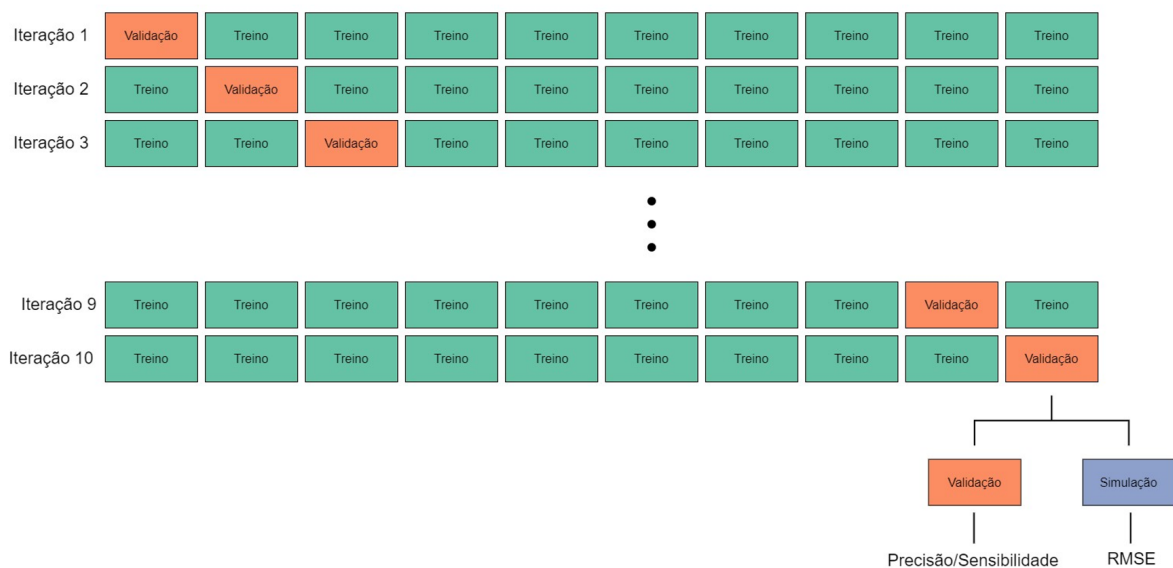 Iteração 1 Validação Treino Treino Treino Treino Treino Treino Treino Treino Treino
Iteração 2 Treino Validação Treino Treino Treino Treino Treino Treino Treino Treino
Iteração 3 Treino Treino Validação Treino Treino Treino Treino Treino Treino Treino
Iteração 9 Treino Treino Treino Treino Treino Treino Treino Treino Validação Treino
Iteração 10 Treino Treino Treino Treino Treino Treino Treino Treino Treino Validação
Validação Simulação
Precisão/Sensibilidade RMSE